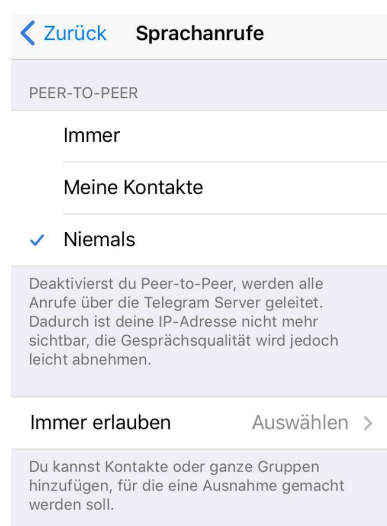 Zurück Sprachanrufe
PEER-TO-PEER
Immer
Meine Kontakte
Niemals
Deaktivierst du Peer-to-Peer, werden alle
Anrufe über die Telegram Server geleitet.
Dadurch ist deine IP-Adresse nicht mehr
sichtbar, die Gesprächsqualität wird jedoch
leicht abnehmen.
Immer erlauben Auswählen
Du kannst Kontakte oder ganze Gruppen
hinzufügen, für die eine Ausnahme gemacht
werden soll.